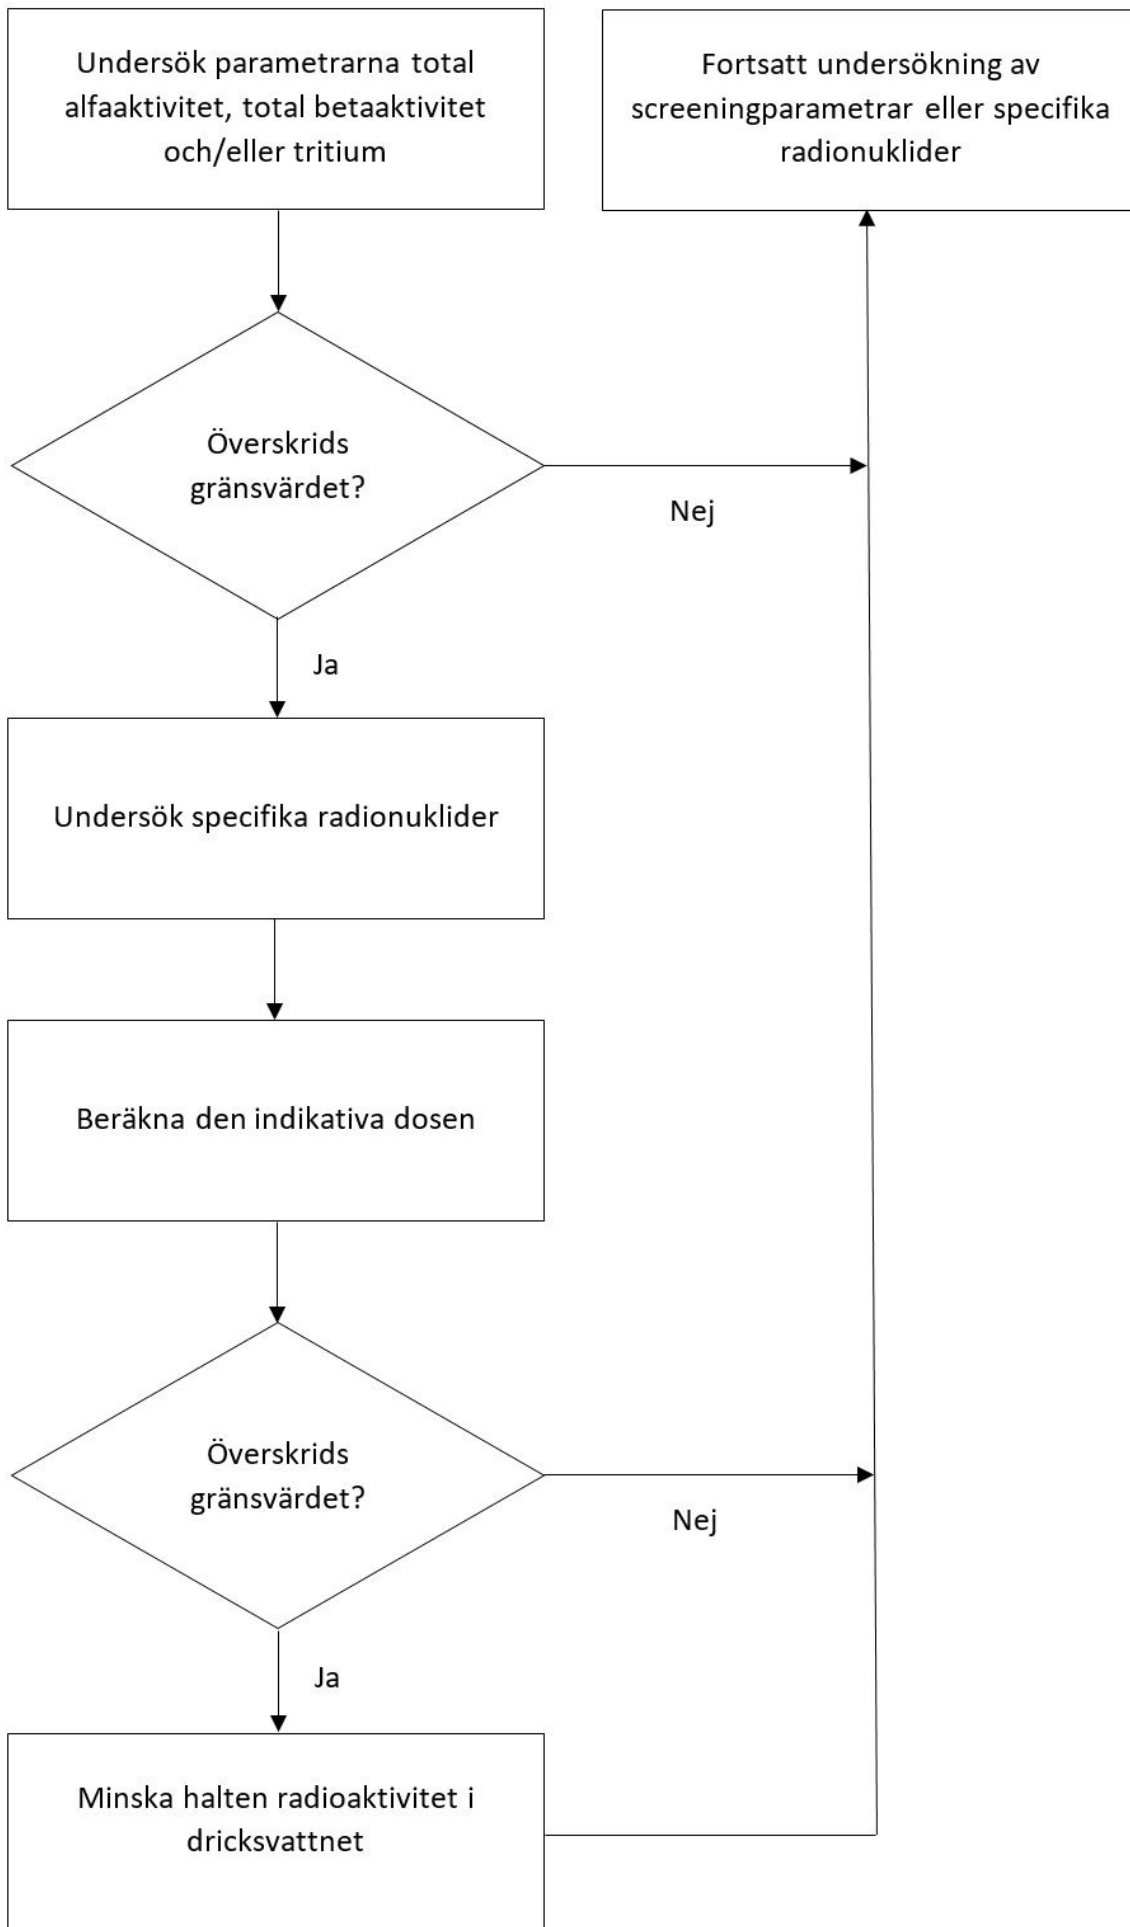 Undersök parametrarna total
alfaaktivitet, total betaaktivitet
och/eller tritium
Fortsatt undersökning av
screeningparametrar eller specifika
radionuklider
Överskrids
gränsvärdet?
Nej
Ja
Undersök specifika radionuklider
Beräkna den indikativa dosen
Överskrids
gränsvärdet?
Nej
Ja
Minska halten radioaktivitet i
dricksvattnet